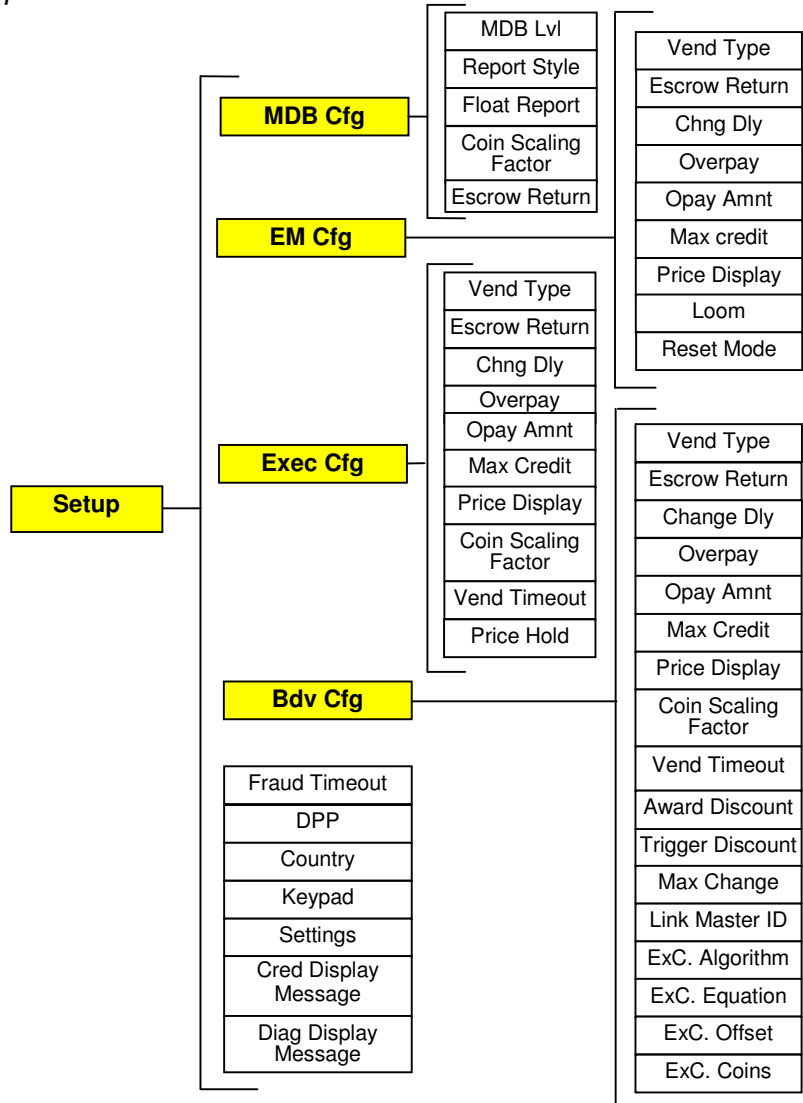 Setup
MDB Cfg
MDB Lvl
Report Style
Float Report
Coin Scaling
Factor
Escrow Return
EM Cfg
Vend Type
Escrow Return
Chng Dly
Overpay
Opay Amnt
Max credit
Price Display
Loom
Reset Mode
Exec Cfg
Vend Type
Escrow Return
Chng Dly
Overpay
Opay Amnt
Max Credit
Price Display
Coin Scaling
Factor
Vend Timeout
Price Hold
Bdv Cfg
Vend Type
Escrow Return
Change Dly
Overpay
Opay Amnt
Max Credit
Price Display
Coin Scaling
Factor
Vend Timeout
Award Discount
Trigger Discount
Max Change
Link Master ID
ExC. Algorithm
ExC. Equation
ExC. Offset
ExC. Coins
Fraud Timeout
DPP
Country
Keypad
Settings
Cred Display
Message
Diag Display
Message